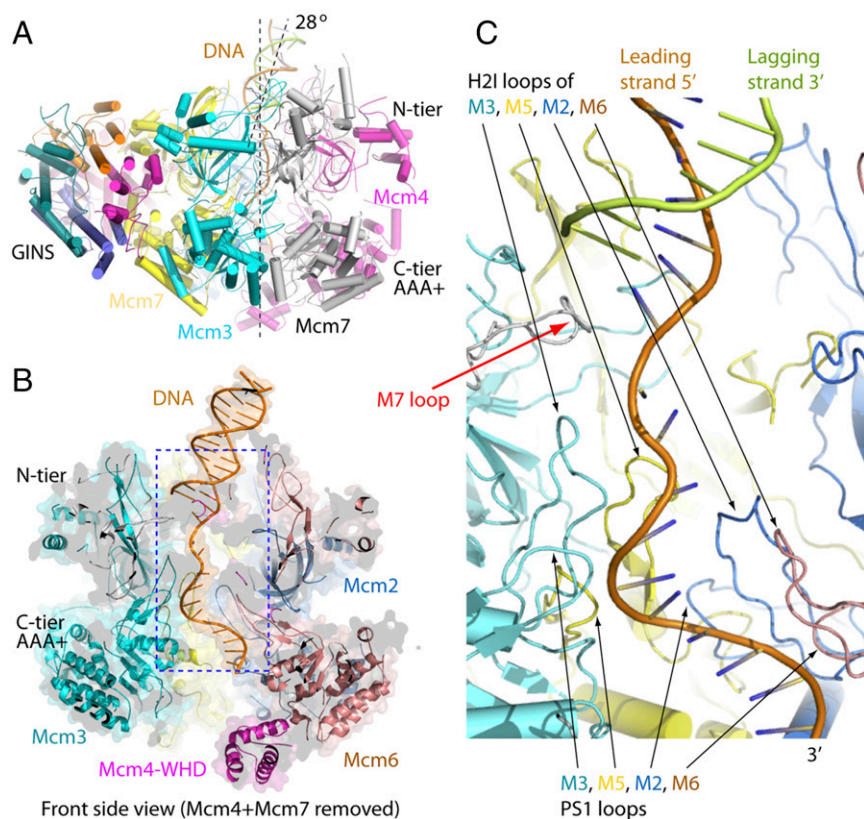 A
28°
DNA
N-tier
Mcm4
GINS
C-tier
AAA+
Mcm7
Mcm3
Mcm7
B
DNA
N-tier
Mcm2
C-tier
AAA+
Mcm3
Mcm4-WHD
Mcm6
Front side view (Mcm4+Mcm7 removed)
C
Leading
strand 5′
Lagging
strand 3′
H2I loops of
M3, M5, M2, M6
M7 loop
3′
M3, M5, M2, M6
PS1 loops